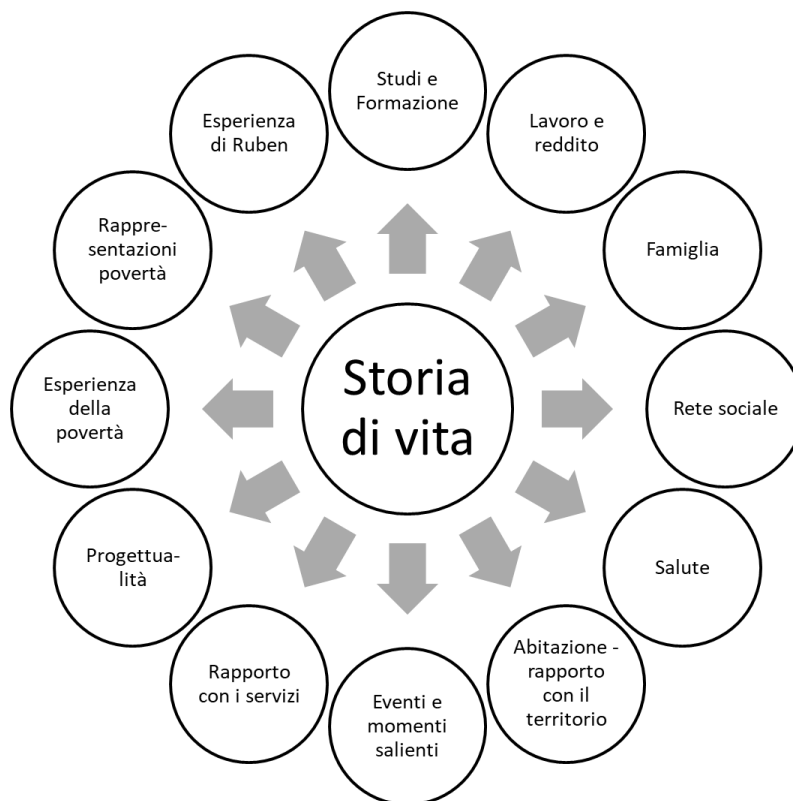 Studi e
Formazione
Lavoro e
reddito
Famiglia
Rete sociale
Salute
Abitazione -
rapporto
con il
territorio
Eventi e
momenti
salienti
Rapporto
con i servizi
Progettua-
lità
Esperienza
della
povertà
Rappre-
sentazioni
povertà
Esperienza
di Ruben
Storia
di vita